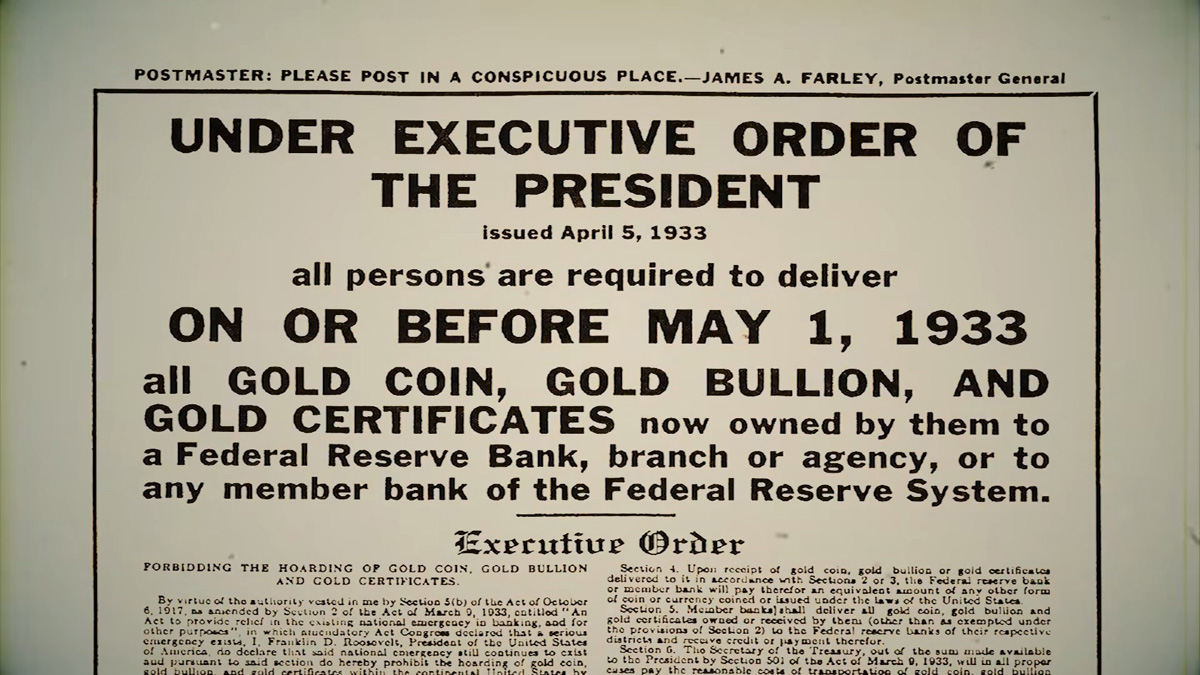 POSTMASTER: PLEASE POST IN A CONSPICUOUS PLACE.—JAMES A. FARLEY, Postmaster General
UNDER EXECUTIVE ORDER OF
THE PRESIDENT
issued April 5, 1933
all persons are required to deliver
ON OR BEFORE MAY 1, 1933
all GOLD COIN, GOLD BULLION, AND
GOLD CERTIFICATES now owned by them to
a Federal Reserve Bank, branch or agency, or to
any member bank of the Federal Reserve System.
Executive Order
FORBIDDING THE HOARDING OF GOLD COIN, GOLD BULLION
AND GOLD CERTIFICATES.
By virtue of the authority vested in me by Section 5(b) of the Act of October
6, 1917, as amended by Section 2 of the Act of March 9, 1933, entitled "An
Act to provide relief in the existing national emergency in banking, and for
other purposes", in which amendatory Act Congress declared that a serious
emergency exists, I, Franklin D. Roosevelt, President of the United States
of America, do declare that said national emergency still continues to exist
and pursuant to said section do hereby prohibit the hoarding of gold coin,
gold bullion, and gold certificates within the continental United States by
Section 4. Upon receipt of gold coin, gold bullion or gold certificates
delivered to it in accordance with Sections 2 or 3, the Federal reserve bank
or member bank will pay therefor an equivalent amount of any other form
of coin or currency coined or issued under the laws of the United States.
Section 5. Member banks shall deliver all gold coin, gold bullion and
gold certificates owned or received by them (other than as exempted under
the provisions of Section 2) to the Federal reserve banks of their respective
districts and receive credit or payment therefor.
Section 6. The Secretary of the Treasury, out of the sum made available
to the President by Section 501 of the Act of March 9, 1933, will in all proper
cases pay the reasonable costs of transportation of gold coin, gold bullion